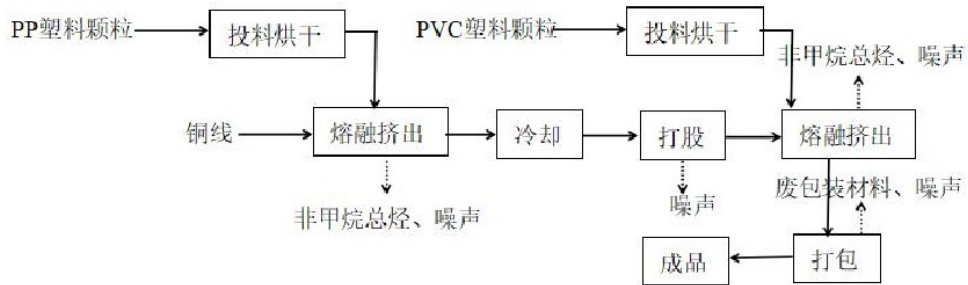 PP塑料颗粒
投料烘干
PVC塑料颗粒
投料烘干
非甲烷总烃、噪声
铜线
熔融挤出
冷却
打股
熔融挤出
非甲烷总烃、噪声
噪声
废包装材料、噪声
成品
打包